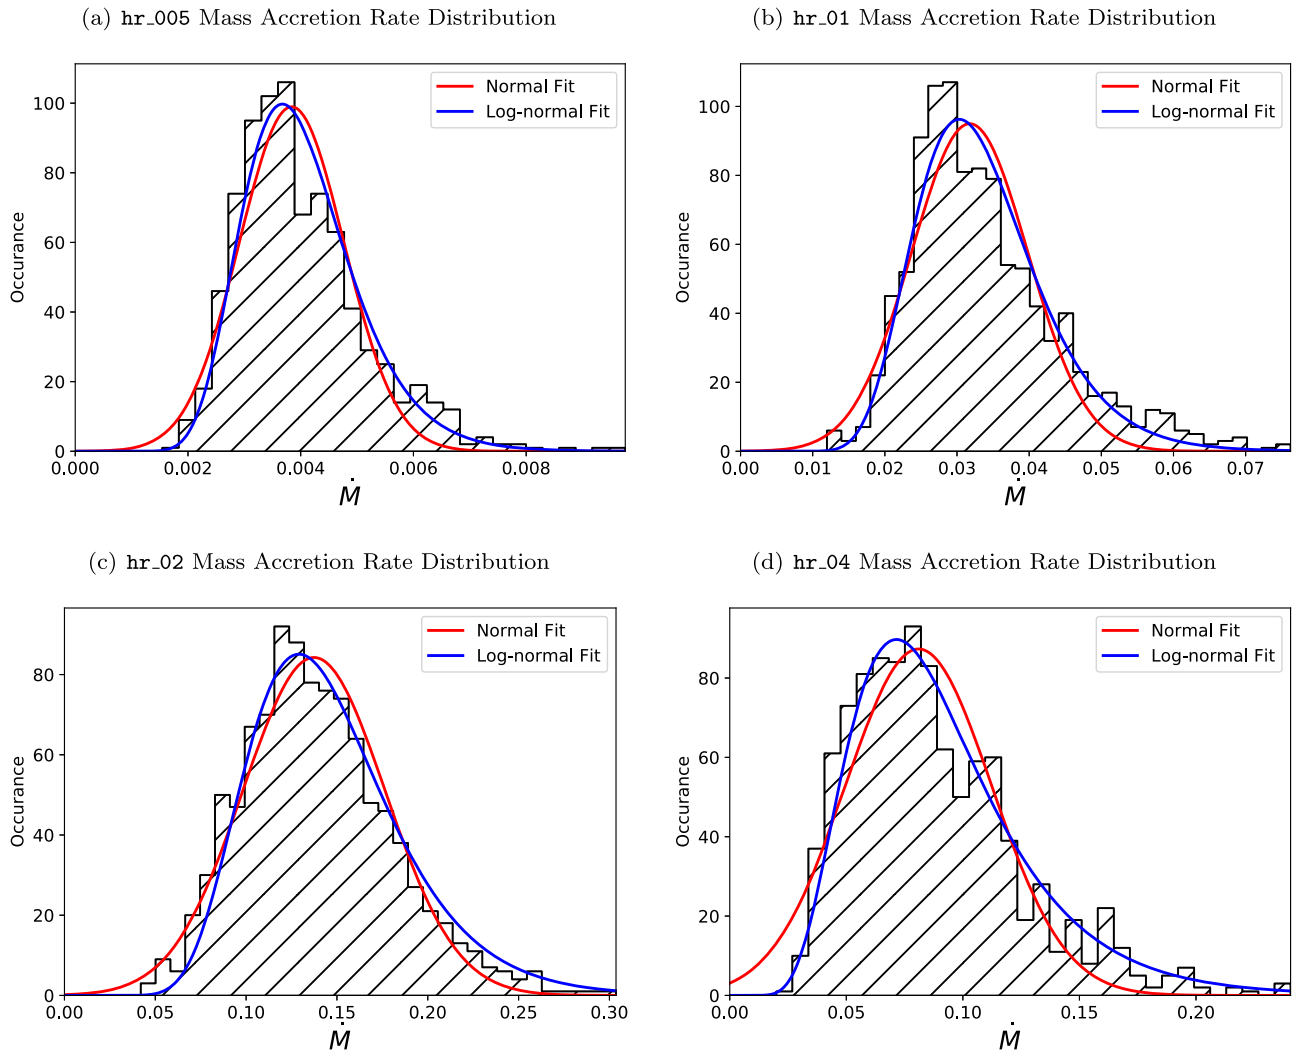 (a) hr_005 Mass Accretion Rate Distribution
Normal Fit
Log-normal Fit
Occurance
100
80
60
40
20
0
0.000 0.002 0.004 0.006 0.008
Ṁ
(b) hr_01 Mass Accretion Rate Distribution
Normal Fit
Log-normal Fit
Occurance
100
80
60
40
20
0
0.00 0.01 0.02 0.03 0.04 0.05 0.06 0.07
Ṁ
(c) hr_02 Mass Accretion Rate Distribution
Normal Fit
Log-normal Fit
Occurance
80
60
40
20
0
0.00 0.05 0.10 0.15 0.20 0.25 0.30
Ṁ
(d) hr_04 Mass Accretion Rate Distribution
Normal Fit
Log-normal Fit
Occurance
80
60
40
20
0
0.00 0.05 0.10 0.15 0.20
Ṁ